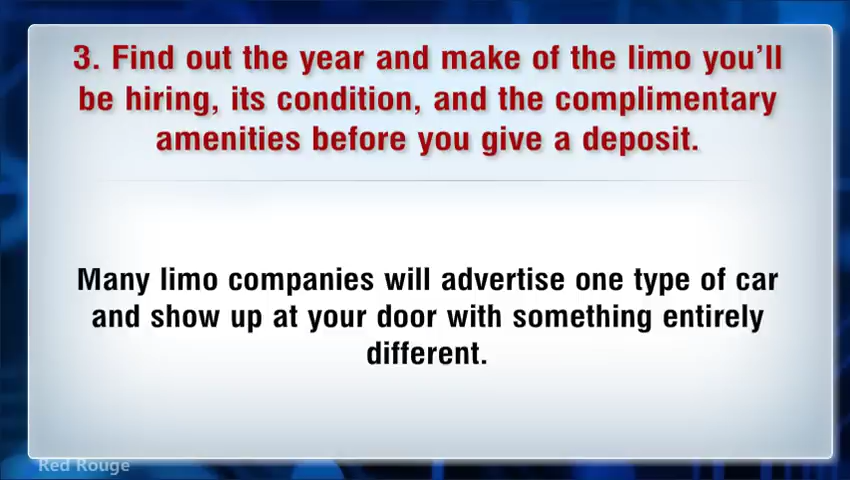 3. Find out the year and make of the limo you’ll
be hiring, its condition, and the complimentary
amenities before you give a deposit.
Many limo companies will advertise one type of car
and show up at your door with something entirely
different.
Red Rouge